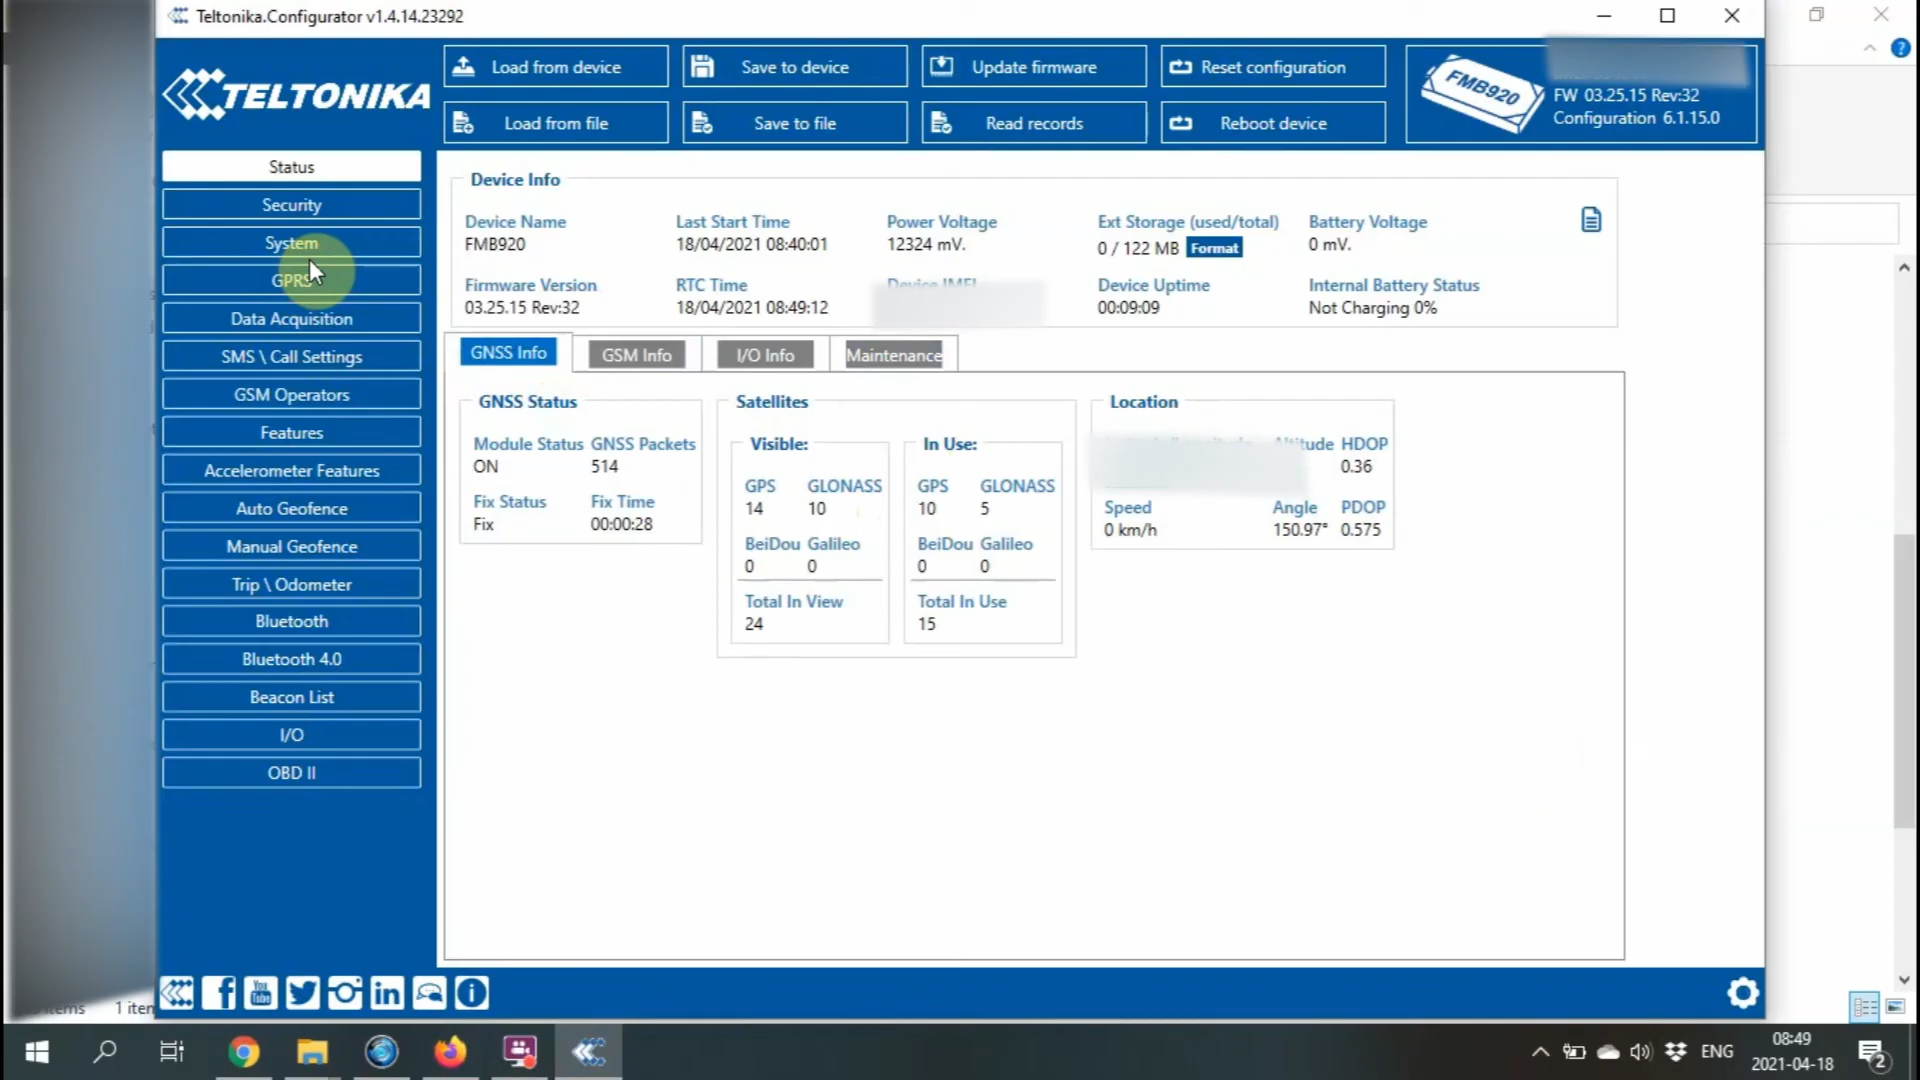 Teltonika.Configurator v1.4.14.23292
TELTONIKA
Load from device
Save to device
Update firmware
Reset configuration
Load from file
Save to file
Read records
Reboot device
FMB920
FW 03.25.15 Rev:32
Configuration 6.1.15.0
Status
Security
System
GPRS
Data Acquisition
SMS \ Call Settings
GSM Operators
Features
Accelerometer Features
Auto Geofence
Manual Geofence
Trip \ Odometer
Bluetooth
Bluetooth 4.0
Beacon List
I/O
OBD II
Device Info
Device Name
FMB920
Last Start Time
18/04/2021 08:40:01
Power Voltage
12324 mV.
Ext Storage (used/total)
0 / 122 MB Format
Battery Voltage
0 mV.
Firmware Version
03.25.15 Rev:32
RTC Time
18/04/2021 08:49:12
Device IMEI
Device Uptime
00:09:09
Internal Battery Status
Not Charging 0%
GNSS Info
GSM Info
I/O Info
Maintenance
GNSS Status
Module Status GNSS Packets
ON 514
Fix Status Fix Time
Fix 00:00:28
Satellites
Visible:
GPS GLONASS
14 10
BeiDou Galileo
0 0
Total In View
24
In Use:
GPS GLONASS
10 5
BeiDou Galileo
0 0
Total In Use
15
Location
Altitude HDOP
0.36
Speed Angle PDOP
0 km/h 150.97° 0.575
You Tube
items 1 iten
ENG
08:49
2021-04-18
2